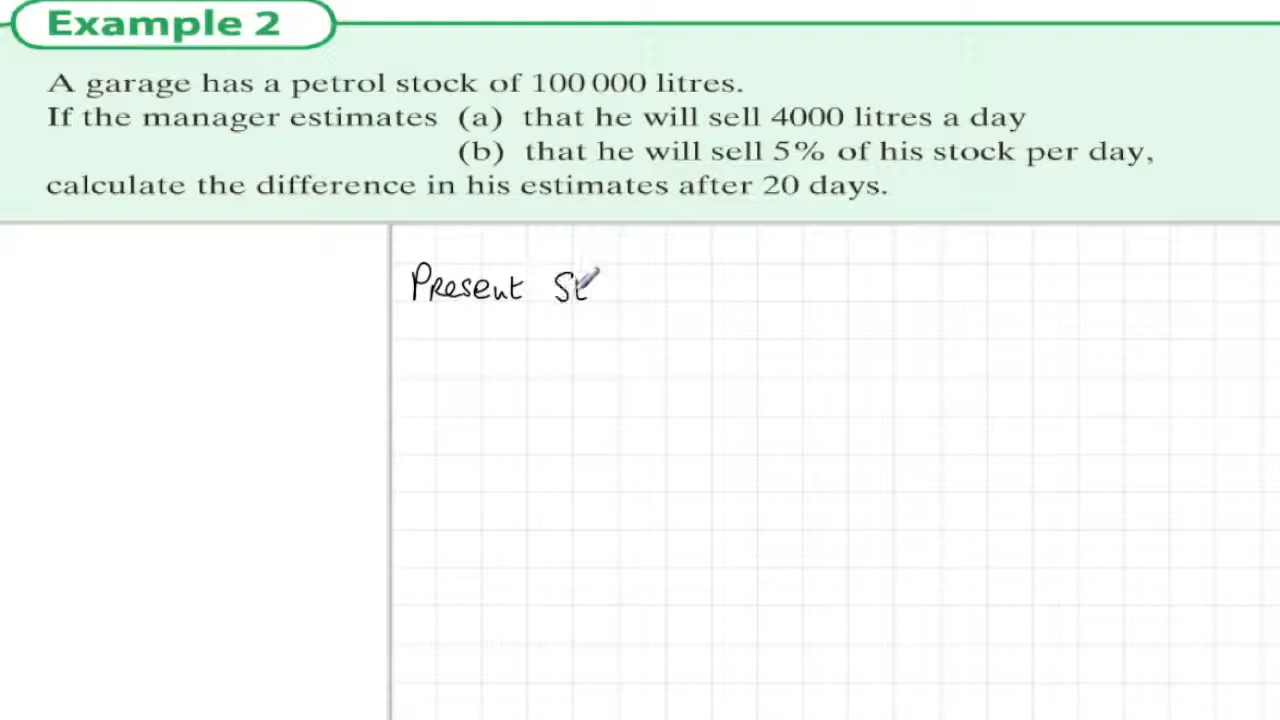 Example 2
A garage has a petrol stock of 100 000 litres.
If the manager estimates (a) that he will sell 4000 litres a day
(b) that he will sell 5% of his stock per day,
calculate the difference in his estimates after 20 days.
Present St